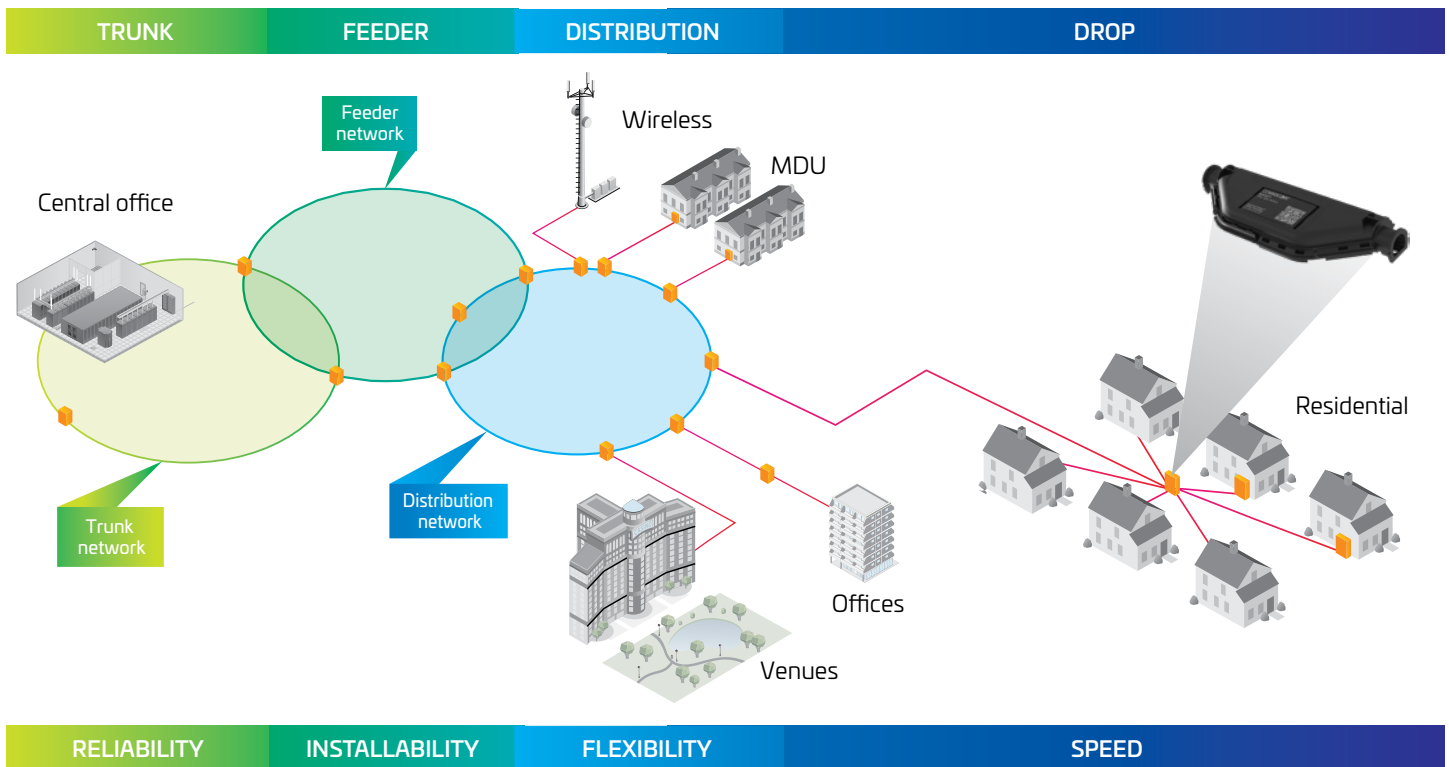 TRUNK
FEEDER
DISTRIBUTION
DROP
Feeder
network
Wireless
MDU
Central office
Residential
Distribution
network
Trunk
network
Offices
Venues
RELIABILITY
INSTALLABILITY
FLEXIBILITY
SPEED